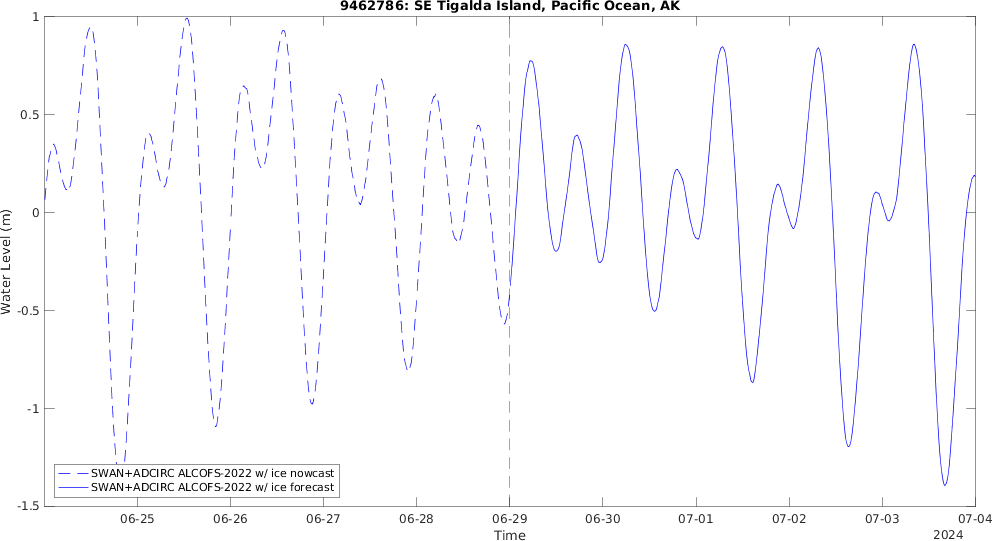 9462786: SE Tigalda Island, Pacific Ocean, AK
1
0.5
0
-0.5
-1
-1.5
Water Level (m)
SWAN+ADCIRC ALCOFS-2022 w/ ice nowcast
SWAN+ADCIRC ALCOFS-2022 w/ ice forecast
06-25 06-26 06-27 06-28 06-29 06-30 07-01 07-02 07-03 07-04
Time
2024